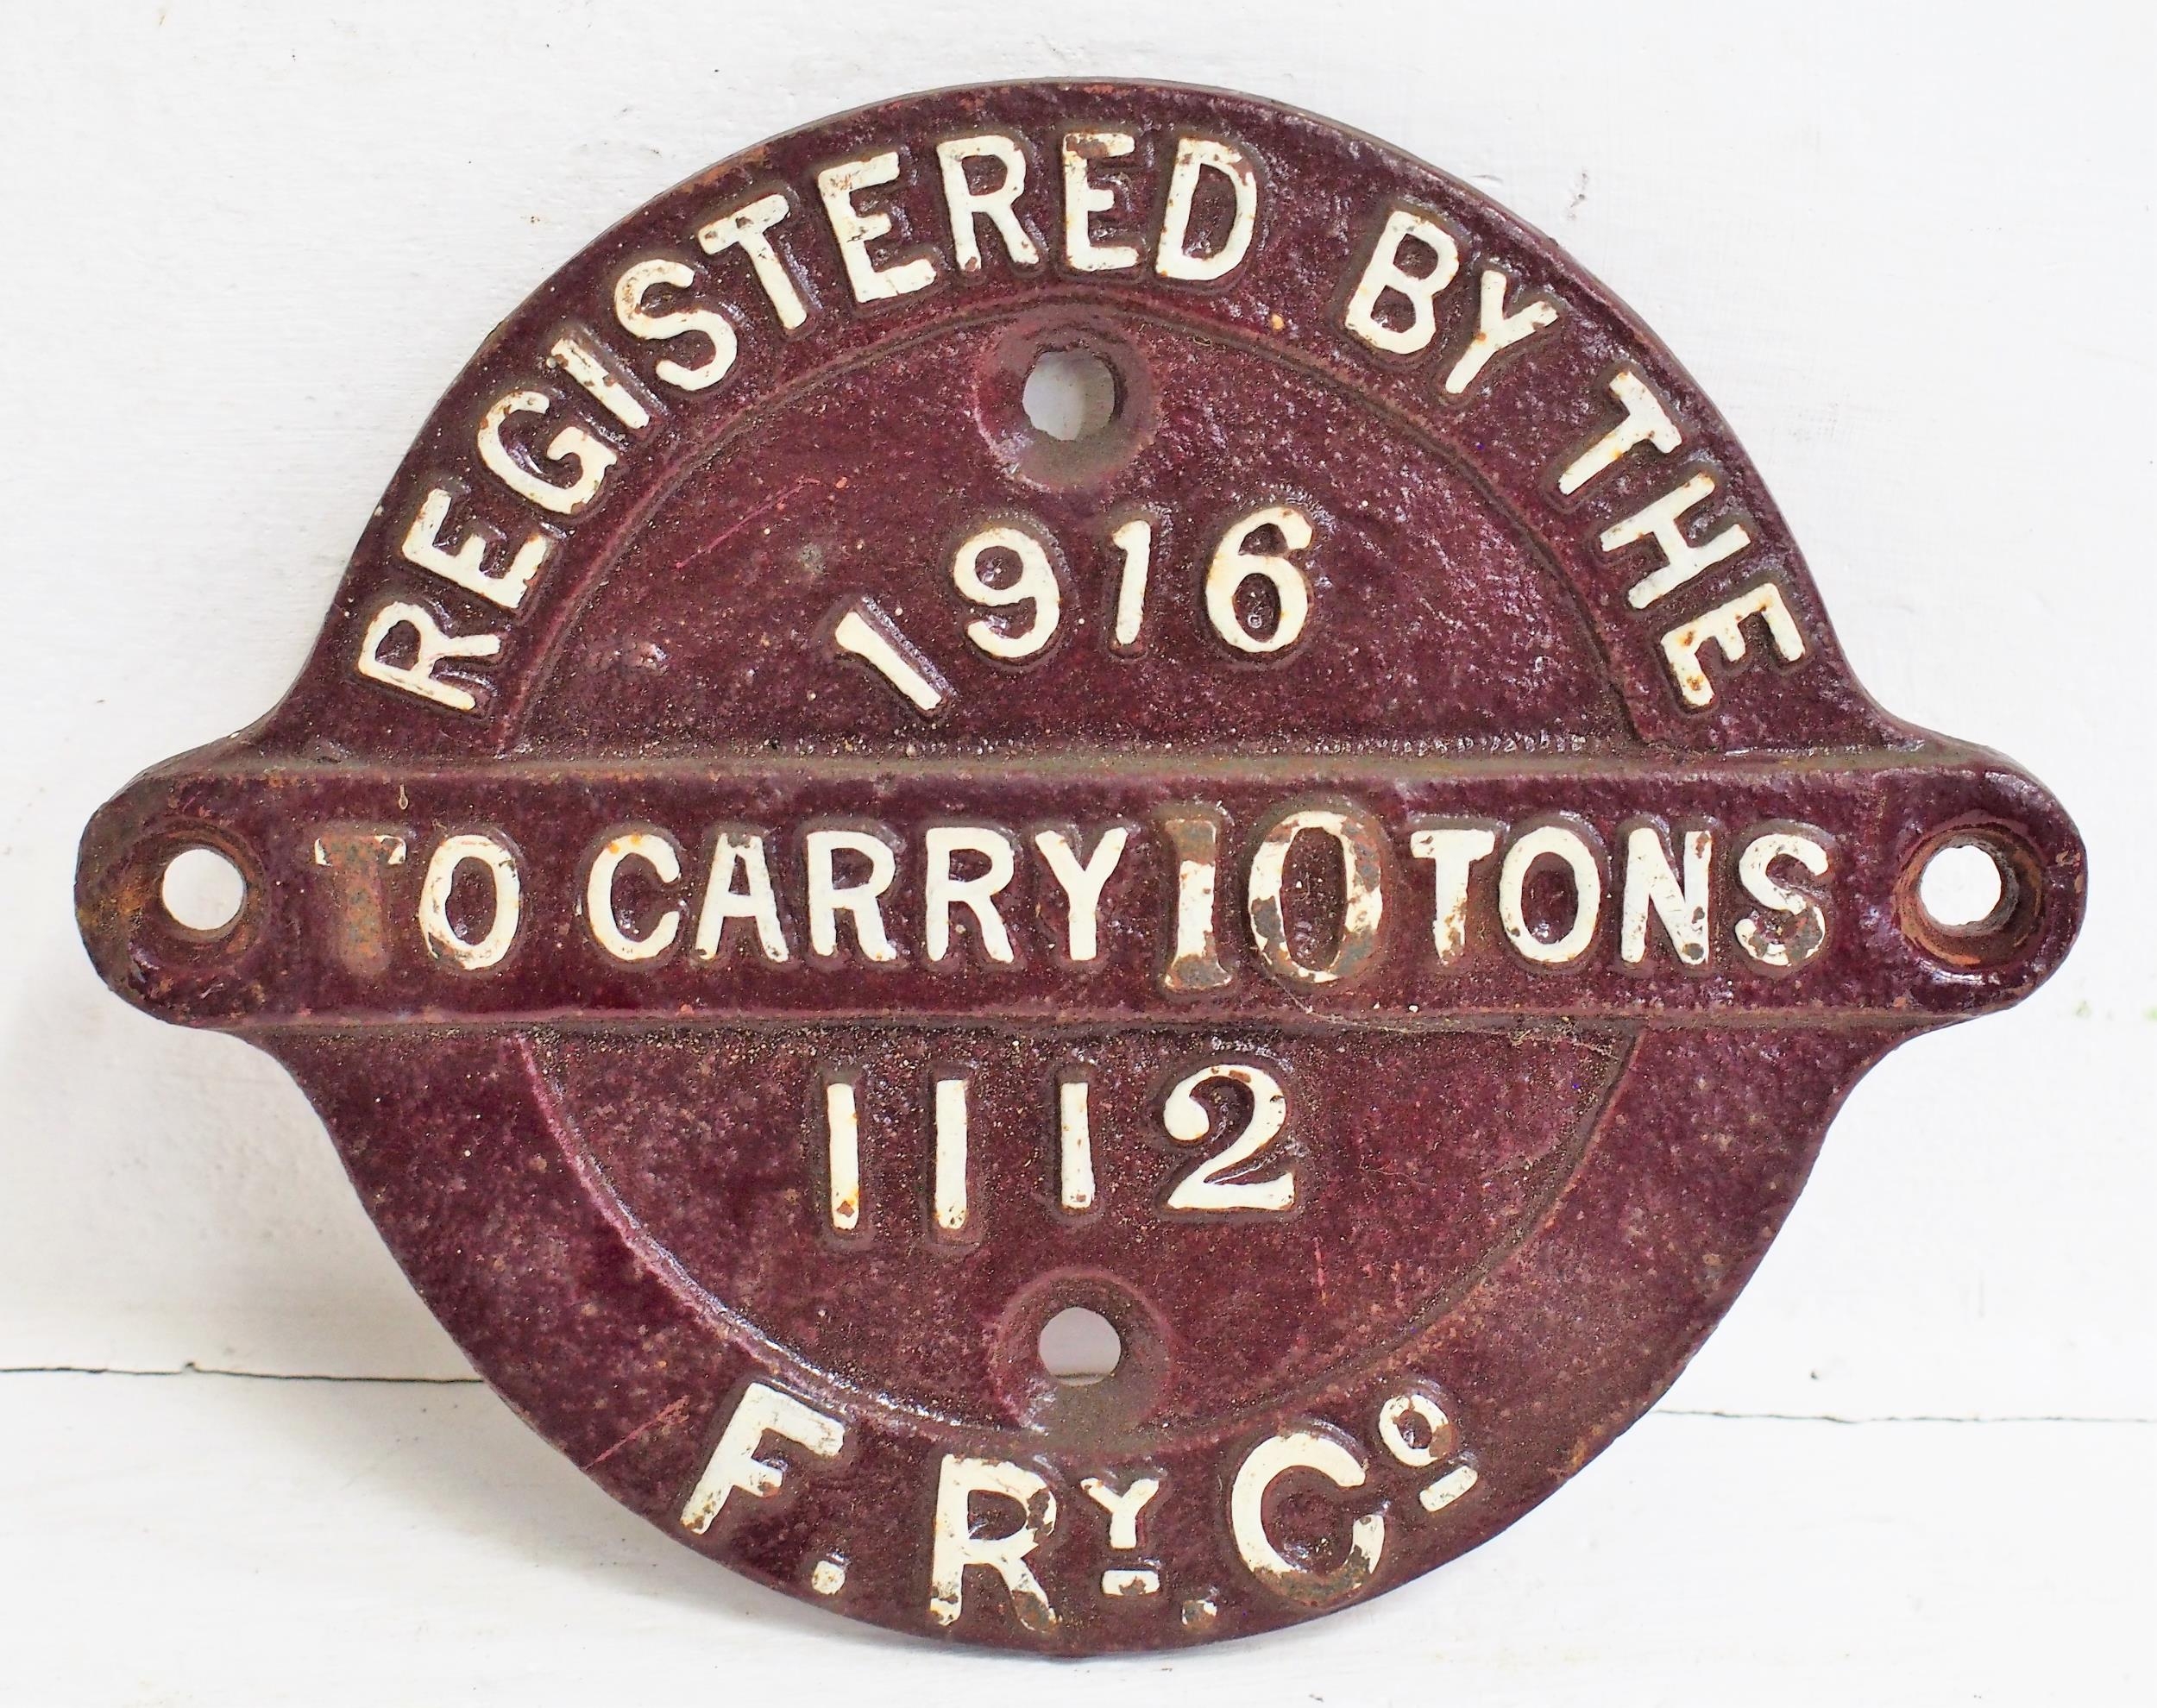 REGISTERED BY THE
1916
TO CARRY 10 TONS
1112
F. Ry. Co